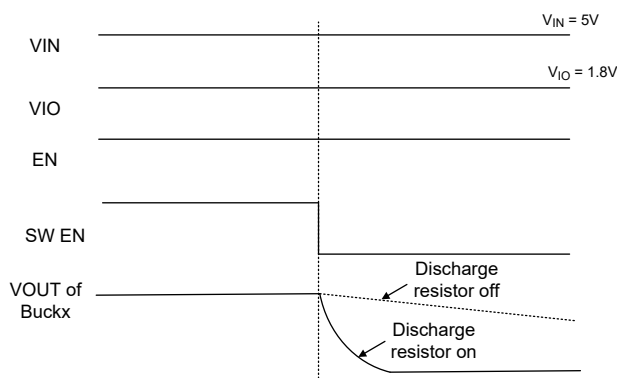 V_IN = 5V
VIN
V_IO = 1.8V
VIO
EN
SW EN
Discharge
resistor off
VOUT of
Buckx
Discharge
resistor on